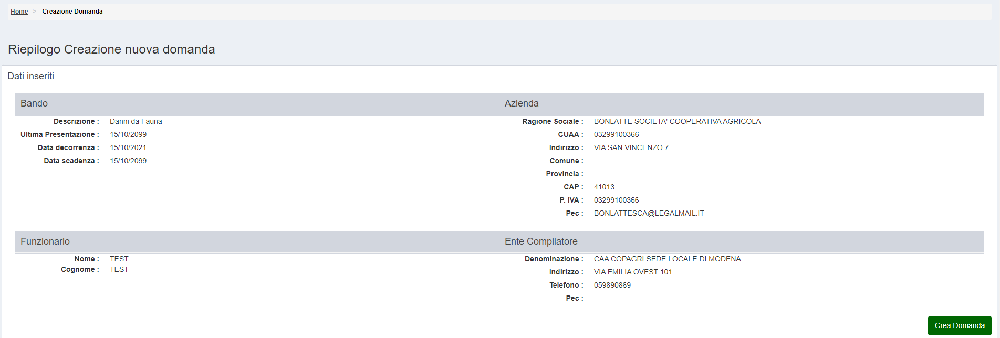 Home > Creazione Domanda
Riepilogo Creazione nuova domanda
Dati inseriti
Bando
Descrizione : Danni da Fauna
Ultima Presentazione : 15/10/2099
Data decorrenza : 15/10/2021
Data scadenza : 15/10/2099
Azienda
Ragione Sociale : BONLATTE SOCIETA' COOPERATIVA AGRICOLA
CUAA : 03299100366
Indirizzo : VIA SAN VINCENZO 7
Comune :
Provincia :
CAP : 41013
P. IVA : 03299100366
Pec : BONLATTESCA@LEGALMAIL.IT
Funzionario
Nome : TEST
Cognome : TEST
Ente Compilatore
Denominazione : CAA COPAGRI SEDE LOCALE DI MODENA
Indirizzo : VIA EMILIA OVEST 101
Telefono : 059890869
Pec :
Crea Domanda